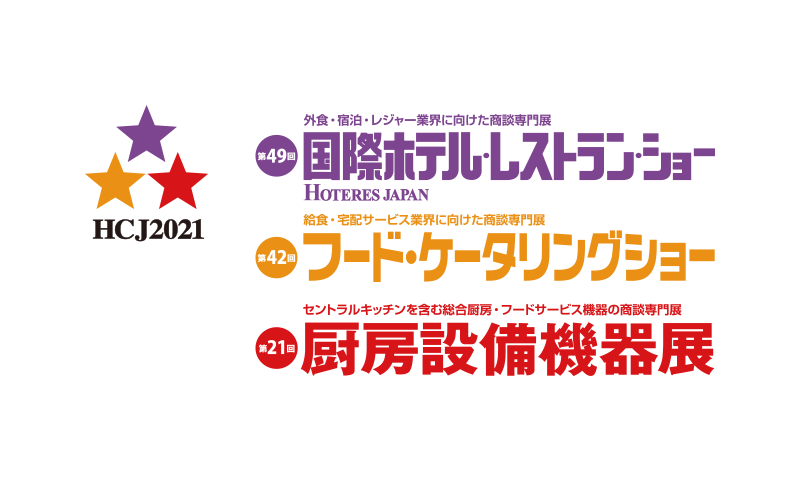 HCJ2021
外食・宿泊・レジャー業界に向けた商談専門展
第49回 国際ホテル・レストラン・ショー
HOTERES JAPAN
給食・宅配サービス業界に向けた商談専門展
第42回 フード・ケータリングショー
セントラルキッチンを含む総合厨房・フードサービス機器の商談専門展
第21回 厨房設備機器展